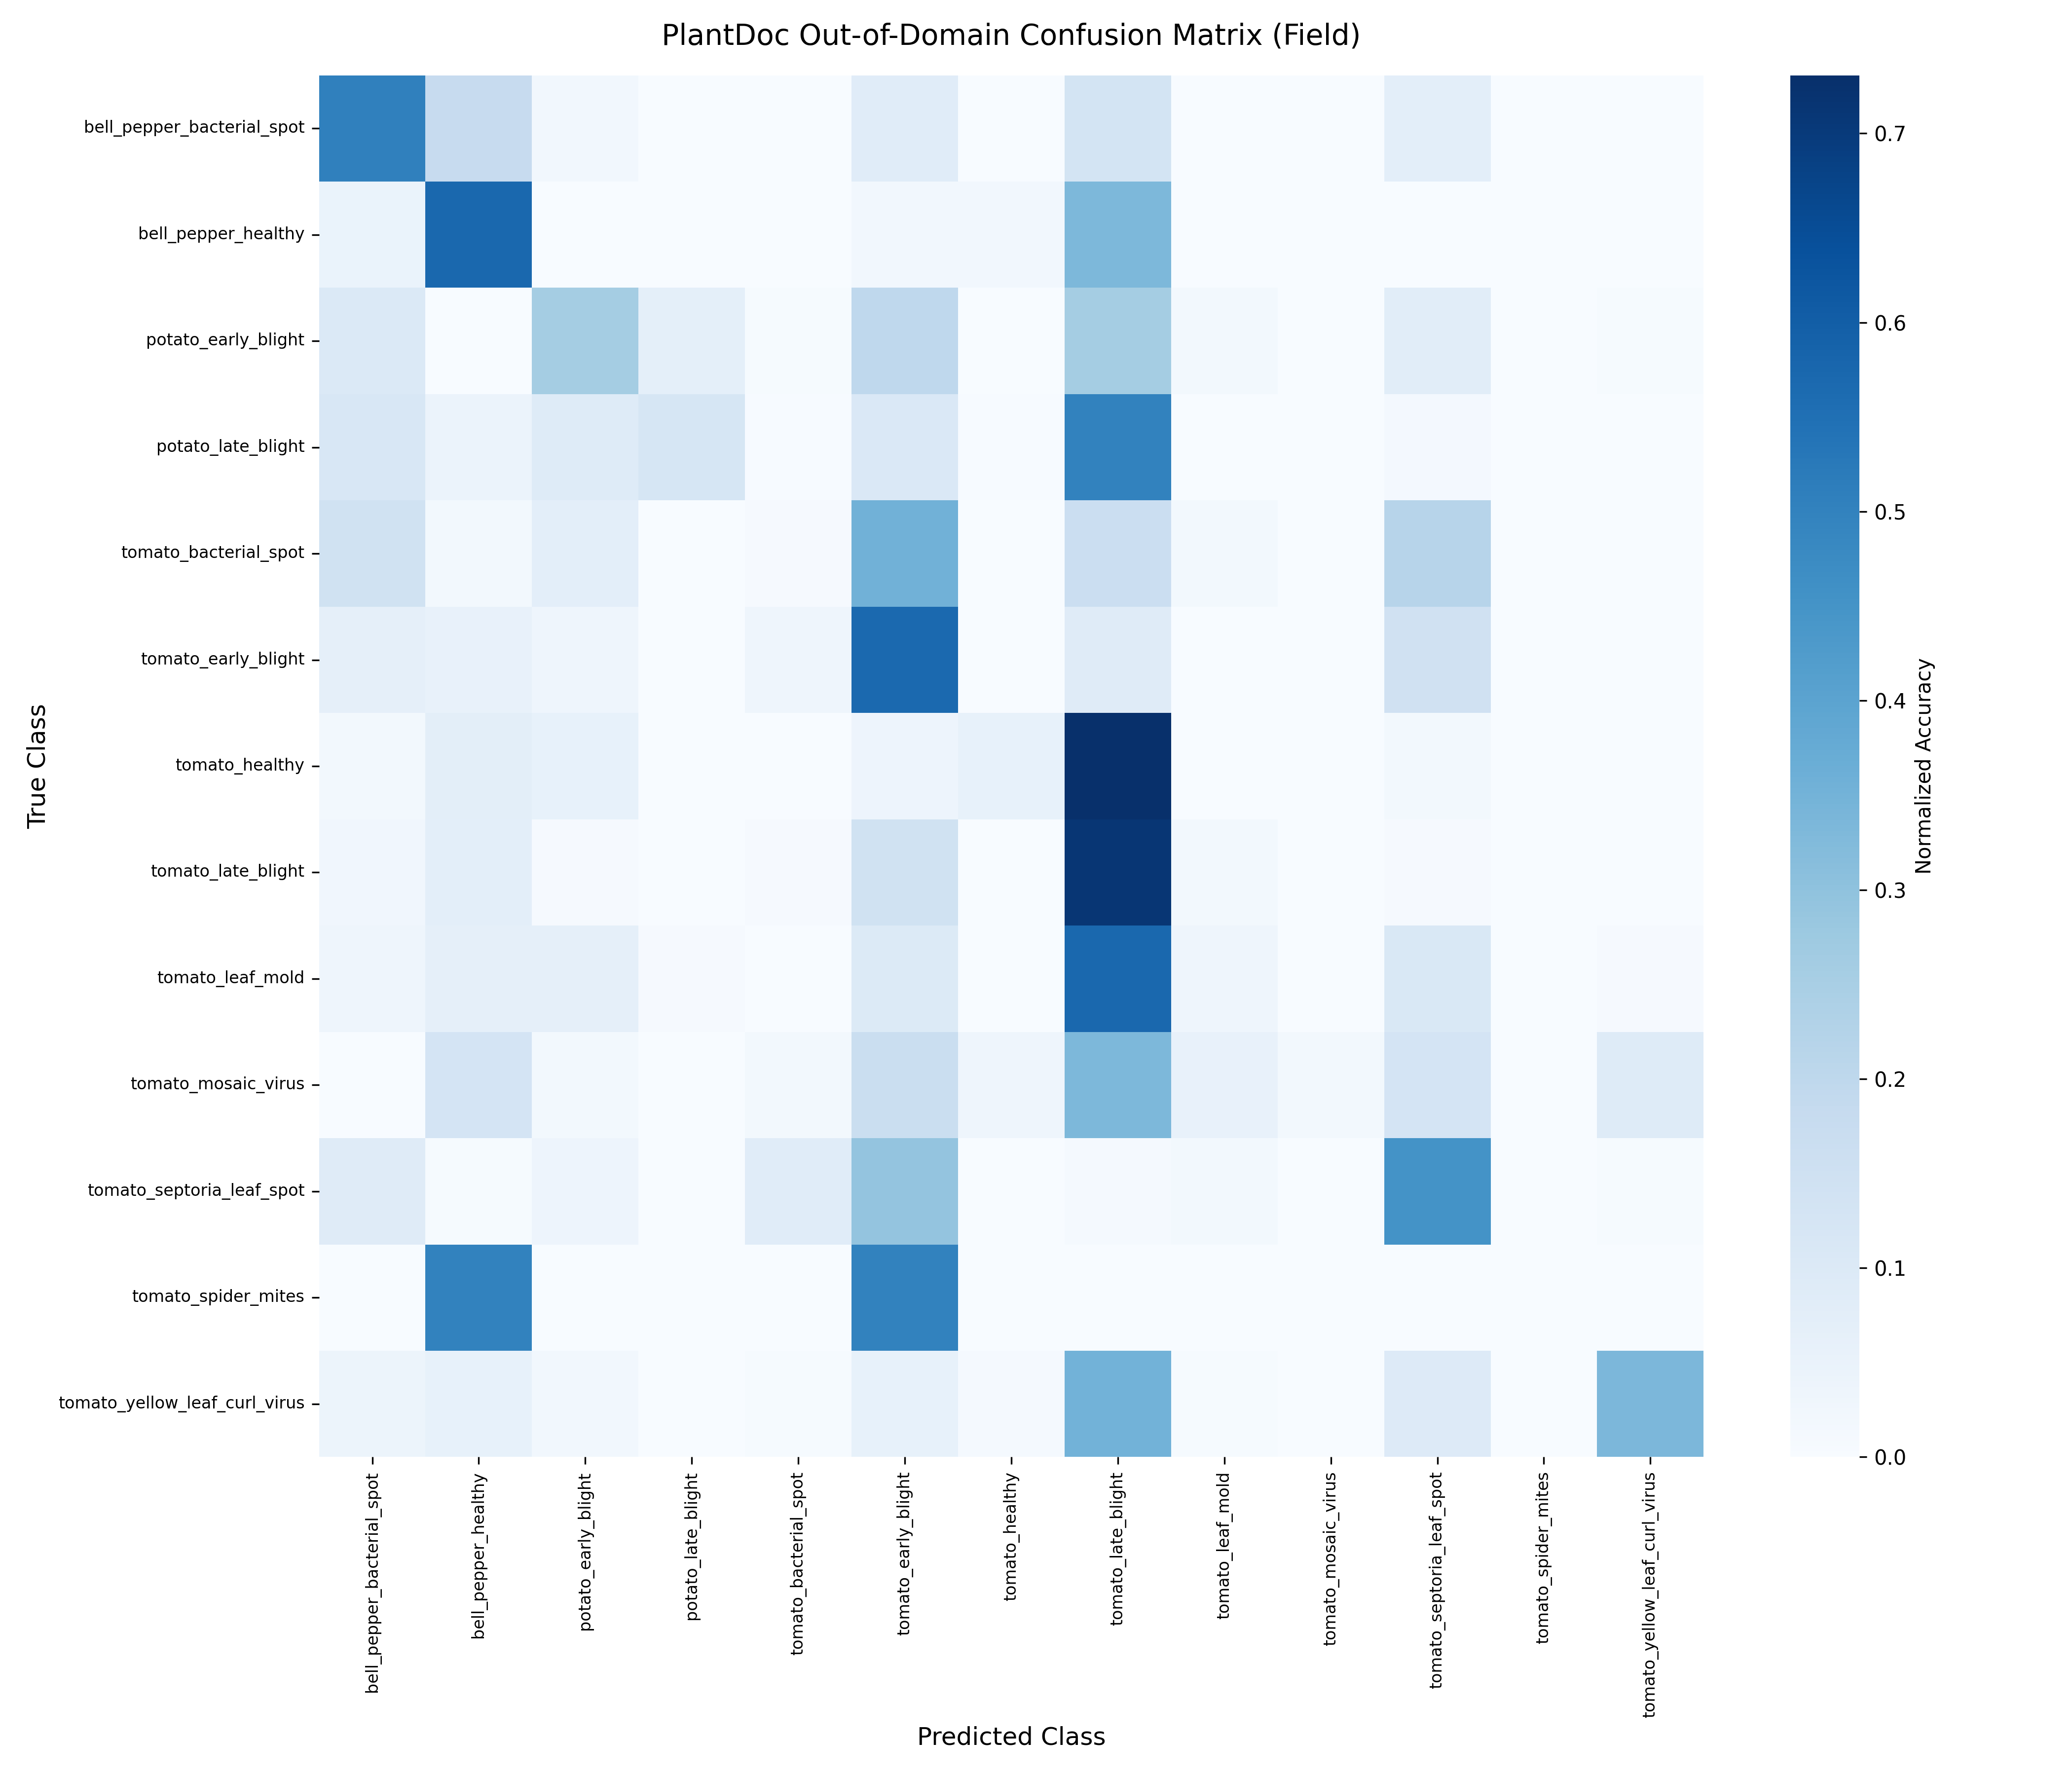 PlantDoc Out-of-Domain Confusion Matrix (Field)
True Class
bell_pepper_bacterial_spot
bell_pepper_healthy
potato_early_blight
potato_late_blight
tomato_bacterial_spot
tomato_early_blight
tomato_healthy
tomato_late_blight
tomato_leaf_mold
tomato_mosaic_virus
tomato_septoria_leaf_spot
tomato_spider_mites
tomato_yellow_leaf_curl_virus
bell_pepper_bacterial_spot
bell_pepper_healthy
potato_early_blight
potato_late_blight
tomato_bacterial_spot
tomato_early_blight
tomato_healthy
tomato_late_blight
tomato_leaf_mold
tomato_mosaic_virus
tomato_septoria_leaf_spot
tomato_spider_mites
tomato_yellow_leaf_curl_virus
Predicted Class
0.7
0.6
0.5
0.4
0.3
0.2
0.1
0.0
Normalized Accuracy